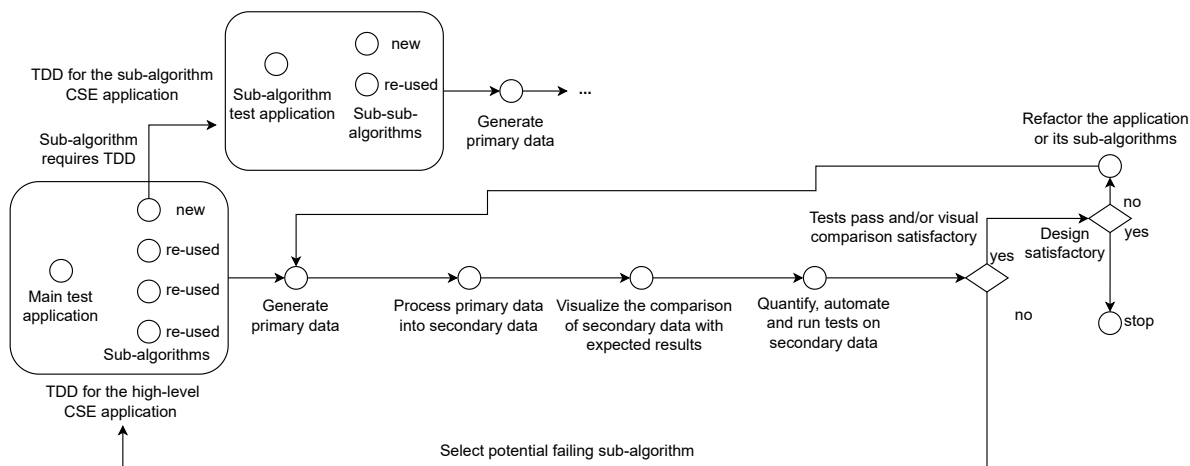 TDD for the sub-algorithm
CSE application
Sub-algorithm
test application
new
re-used
Sub-sub-
algorithms
Generate
primary data
...
Sub-algorithm
requires TDD
Refactor the application
or its sub-algorithms
new
re-used
re-used
re-used
Main test
application
Sub-algorithms
TDD for the high-level
CSE application
Generate
primary data
Process primary data
into secondary data
Visualize the comparison
of secondary data with
expected results
Quantify, automate
and run tests on
secondary data
Tests pass and/or visual
comparison satisfactory
yes
no
Design
satisfactory
no
yes
stop
Select potential failing sub-algorithm